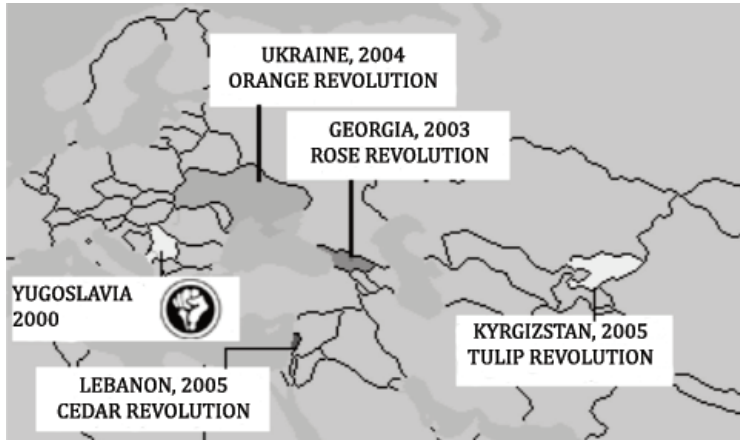 UKRAINE, 2004
ORANGE REVOLUTION
GEORGIA, 2003
ROSE REVOLUTION
YUGOSLAVIA
2000
KYRGIZSTAN, 2005
TULIP REVOLUTION
LEBANON, 2005
CEDAR REVOLUTION